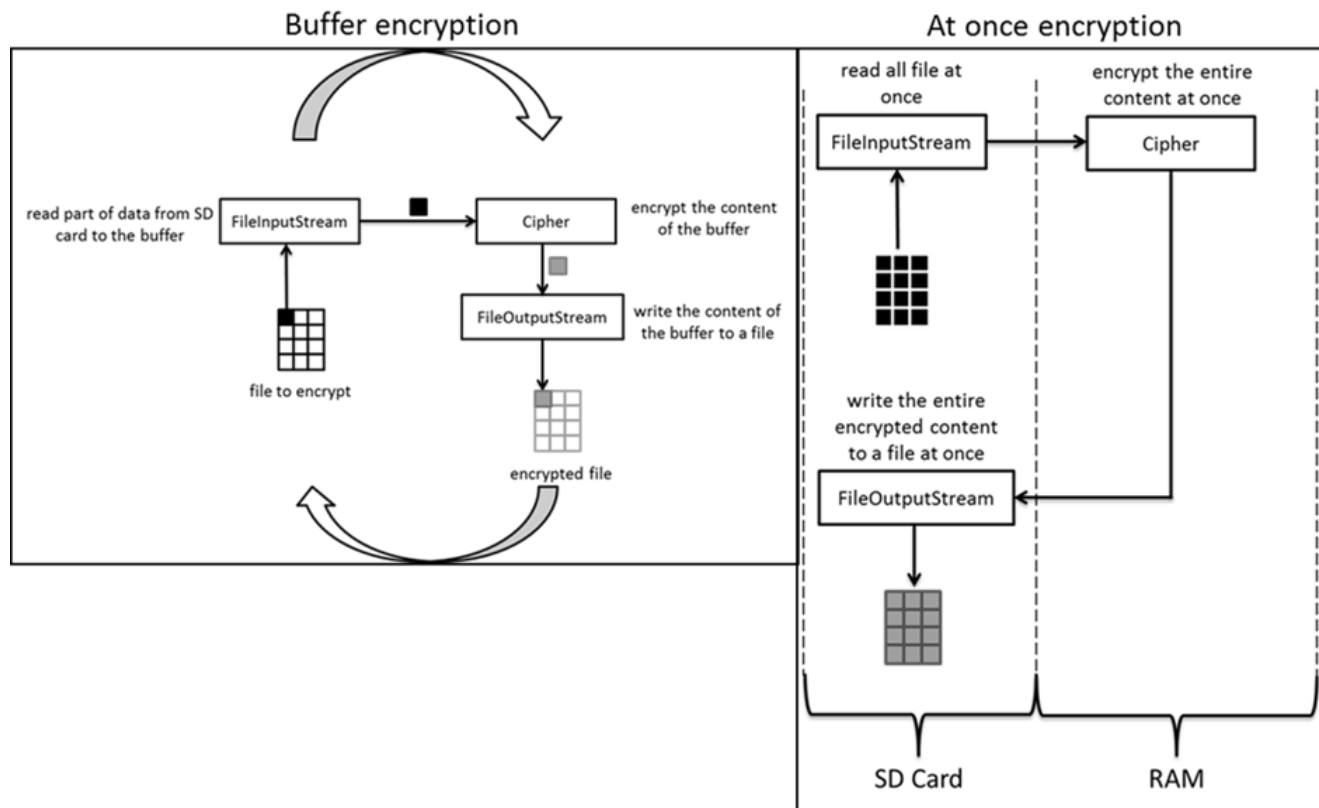 Buffer encryption
read part of data from SD
card to the buffer
FileInputStream
Cipher
encrypt the content
of the buffer
FileOutputStream
write the content of
the buffer to a file
file to encrypt
encrypted file
At once encryption
read all file at
once
encrypt the entire
content at once
FileInputStream
Cipher
write the entire
encrypted content
to a file at once
FileOutputStream
SD Card
RAM